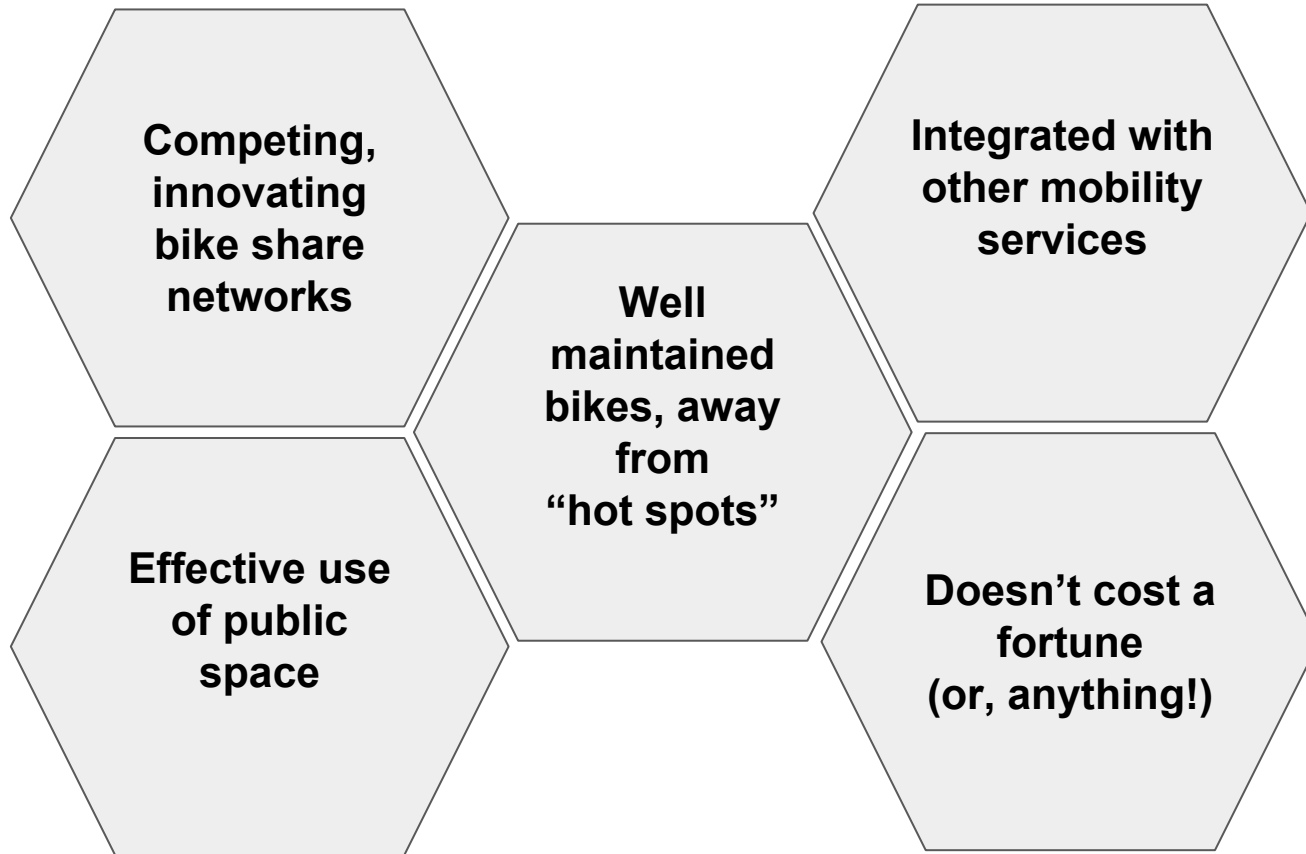 Competing,
innovating
bike share
networks
Integrated with
other mobility
services
Well
maintained
bikes, away
from
“hot spots”
Effective use
of public
space
Doesn’t cost a
fortune
(or, anything!)